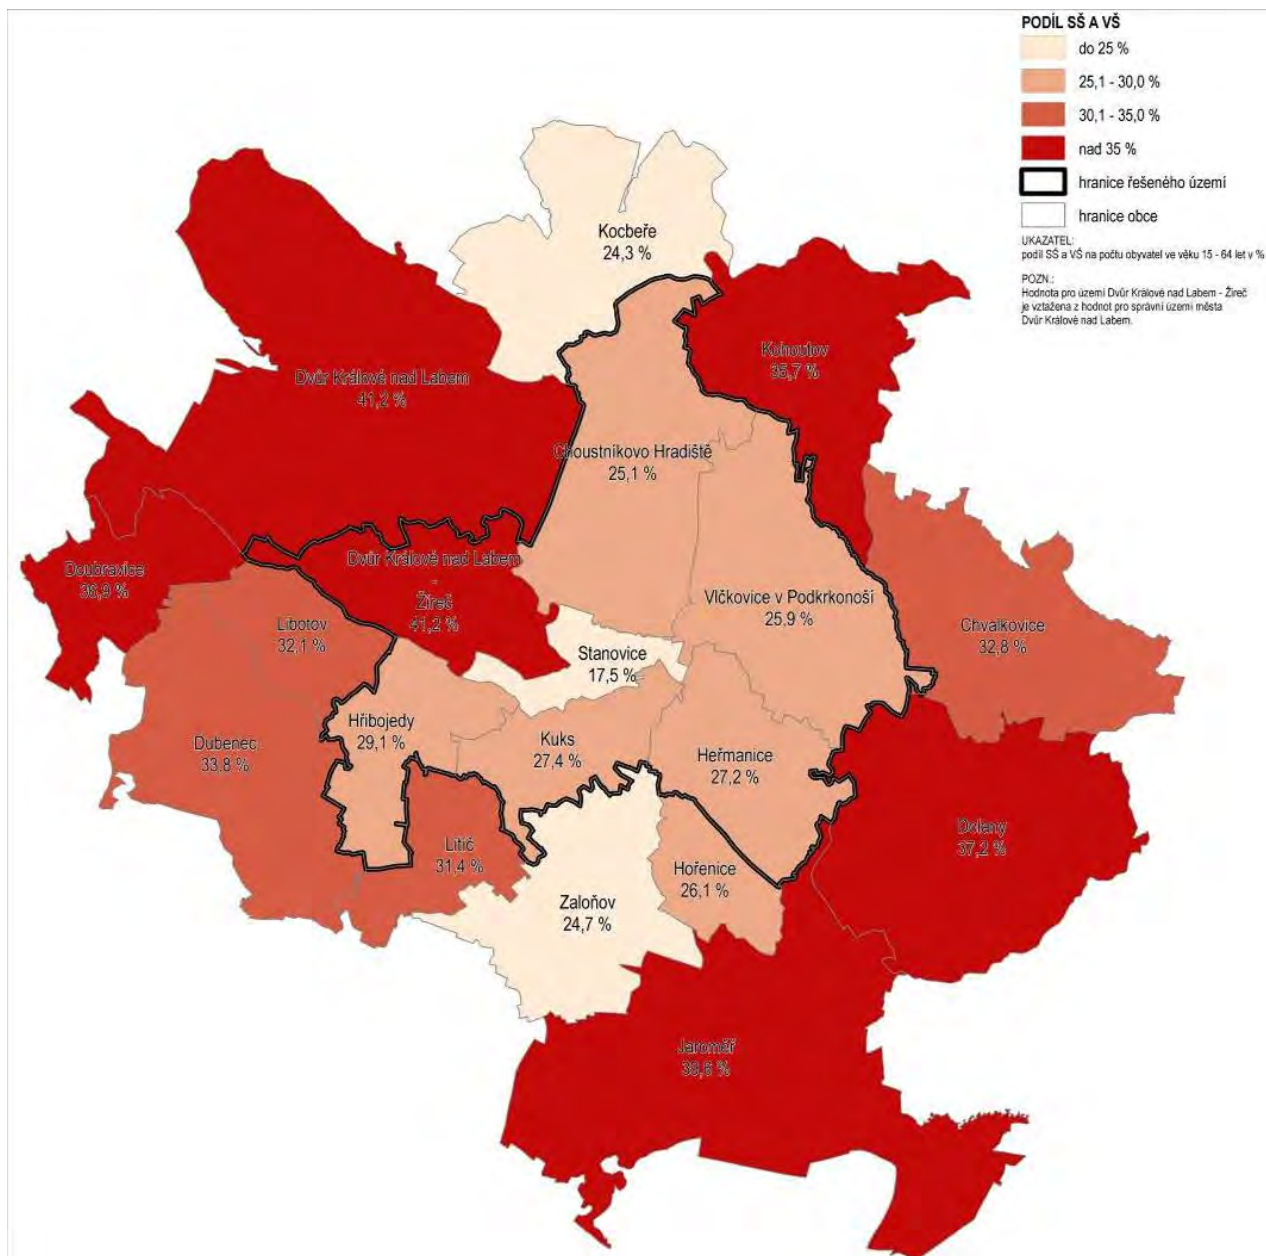 PODÍL SŠ A VŠ
do 25 %
25,1 - 30,0 %
30,1 - 35,0 %
nad 35 %
hranice řešeného území
hranice obce
UKAZATEL:
podíl SŠ a VŠ na počtu obyvatel ve věku 15 - 64 let v %
POZN.:
Hodnota pro území Dvůr Králové nad Labem - Žireč
je vztažena z hodnot pro správní území města
Dvůr Králové nad Labem.
Kocbeře
24,3 %
Kohoutov
35,7 %
Dvůr Králové nad Labem
41,2 %
Choustníkovo Hradiště
25,1 %
Doubravice
36,9 %
Dvůr Králové nad Labem
-
Žireč
41,2 %
Vlčkovice v Podkrkonoší
25,9 %
Libotov
32,1 %
Chvalkovice
32,8 %
Stanovice
17,5 %
Hřibojedy
29,1 %
Dubenec
33,8 %
Kuks
27,4 %
Heřmanice
27,2 %
Litíč
31,4 %
Dolany
37,2 %
Hořenice
26,1 %
Zaloňov
24,7 %
Jaroměř
39,6 %